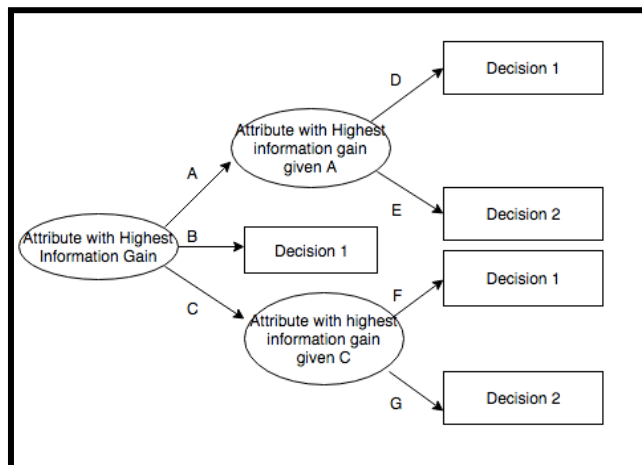 D
Decision 1
Attribute with Highest
information gain
given A
A
E
Decision 2
Attribute with Highest
Information Gain
B
Decision 1
C
F
Decision 1
Attribute with highest
information gain
given C
G
Decision 2